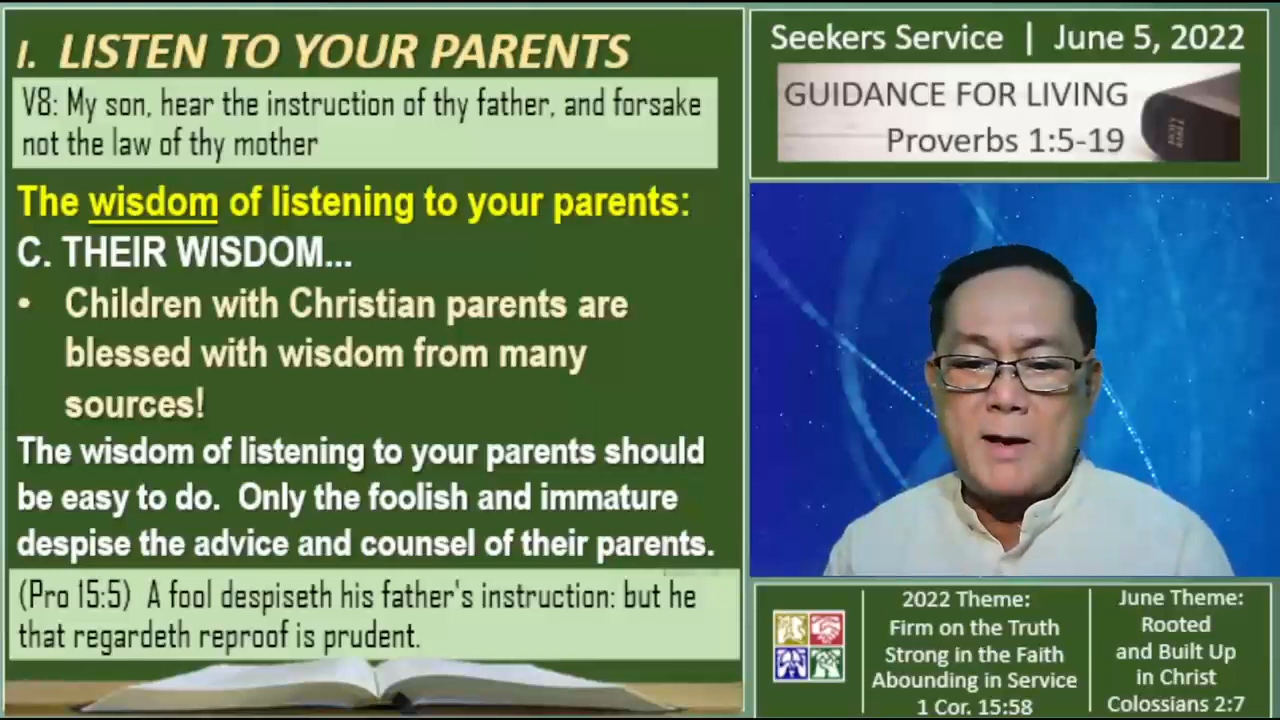 I. LISTEN TO YOUR PARENTS
V8: My son, hear the instruction of thy father, and forsake
not the law of thy mother
The wisdom of listening to your parents:
C. THEIR WISDOM...
• Children with Christian parents are
blessed with wisdom from many
sources!
The wisdom of listening to your parents should
be easy to do. Only the foolish and immature
despise the advice and counsel of their parents.
(Pro 15:5) A fool despiseth his father's instruction: but he
that regardeth reproof is prudent.
Seekers Service | June 5, 2022
GUIDANCE FOR LIVING
Proverbs 1:5-19
2022 Theme:
Firm on the Truth
Strong in the Faith
Abounding in Service
1 Cor. 15:58
June Theme:
Rooted
and Built Up
in Christ
Colossians 2:7